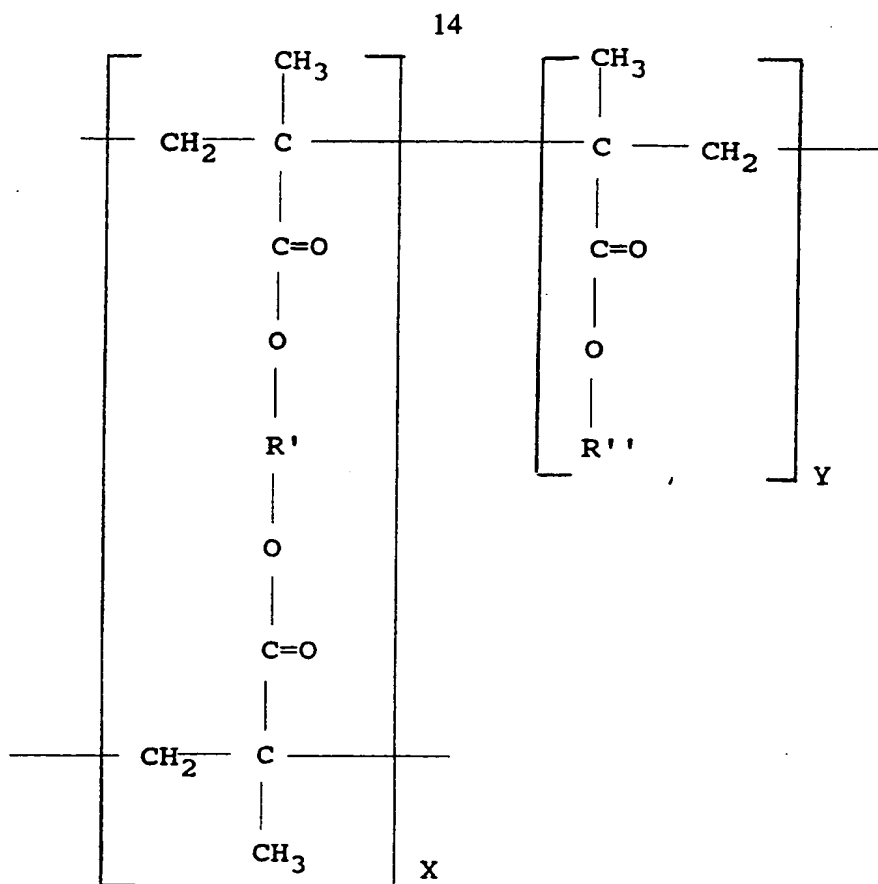 14
CH3 CH3
CH2 C C CH2
C=O C=O
O O
R' R''
, Y
O
C=O
CH2 C
CH3 X